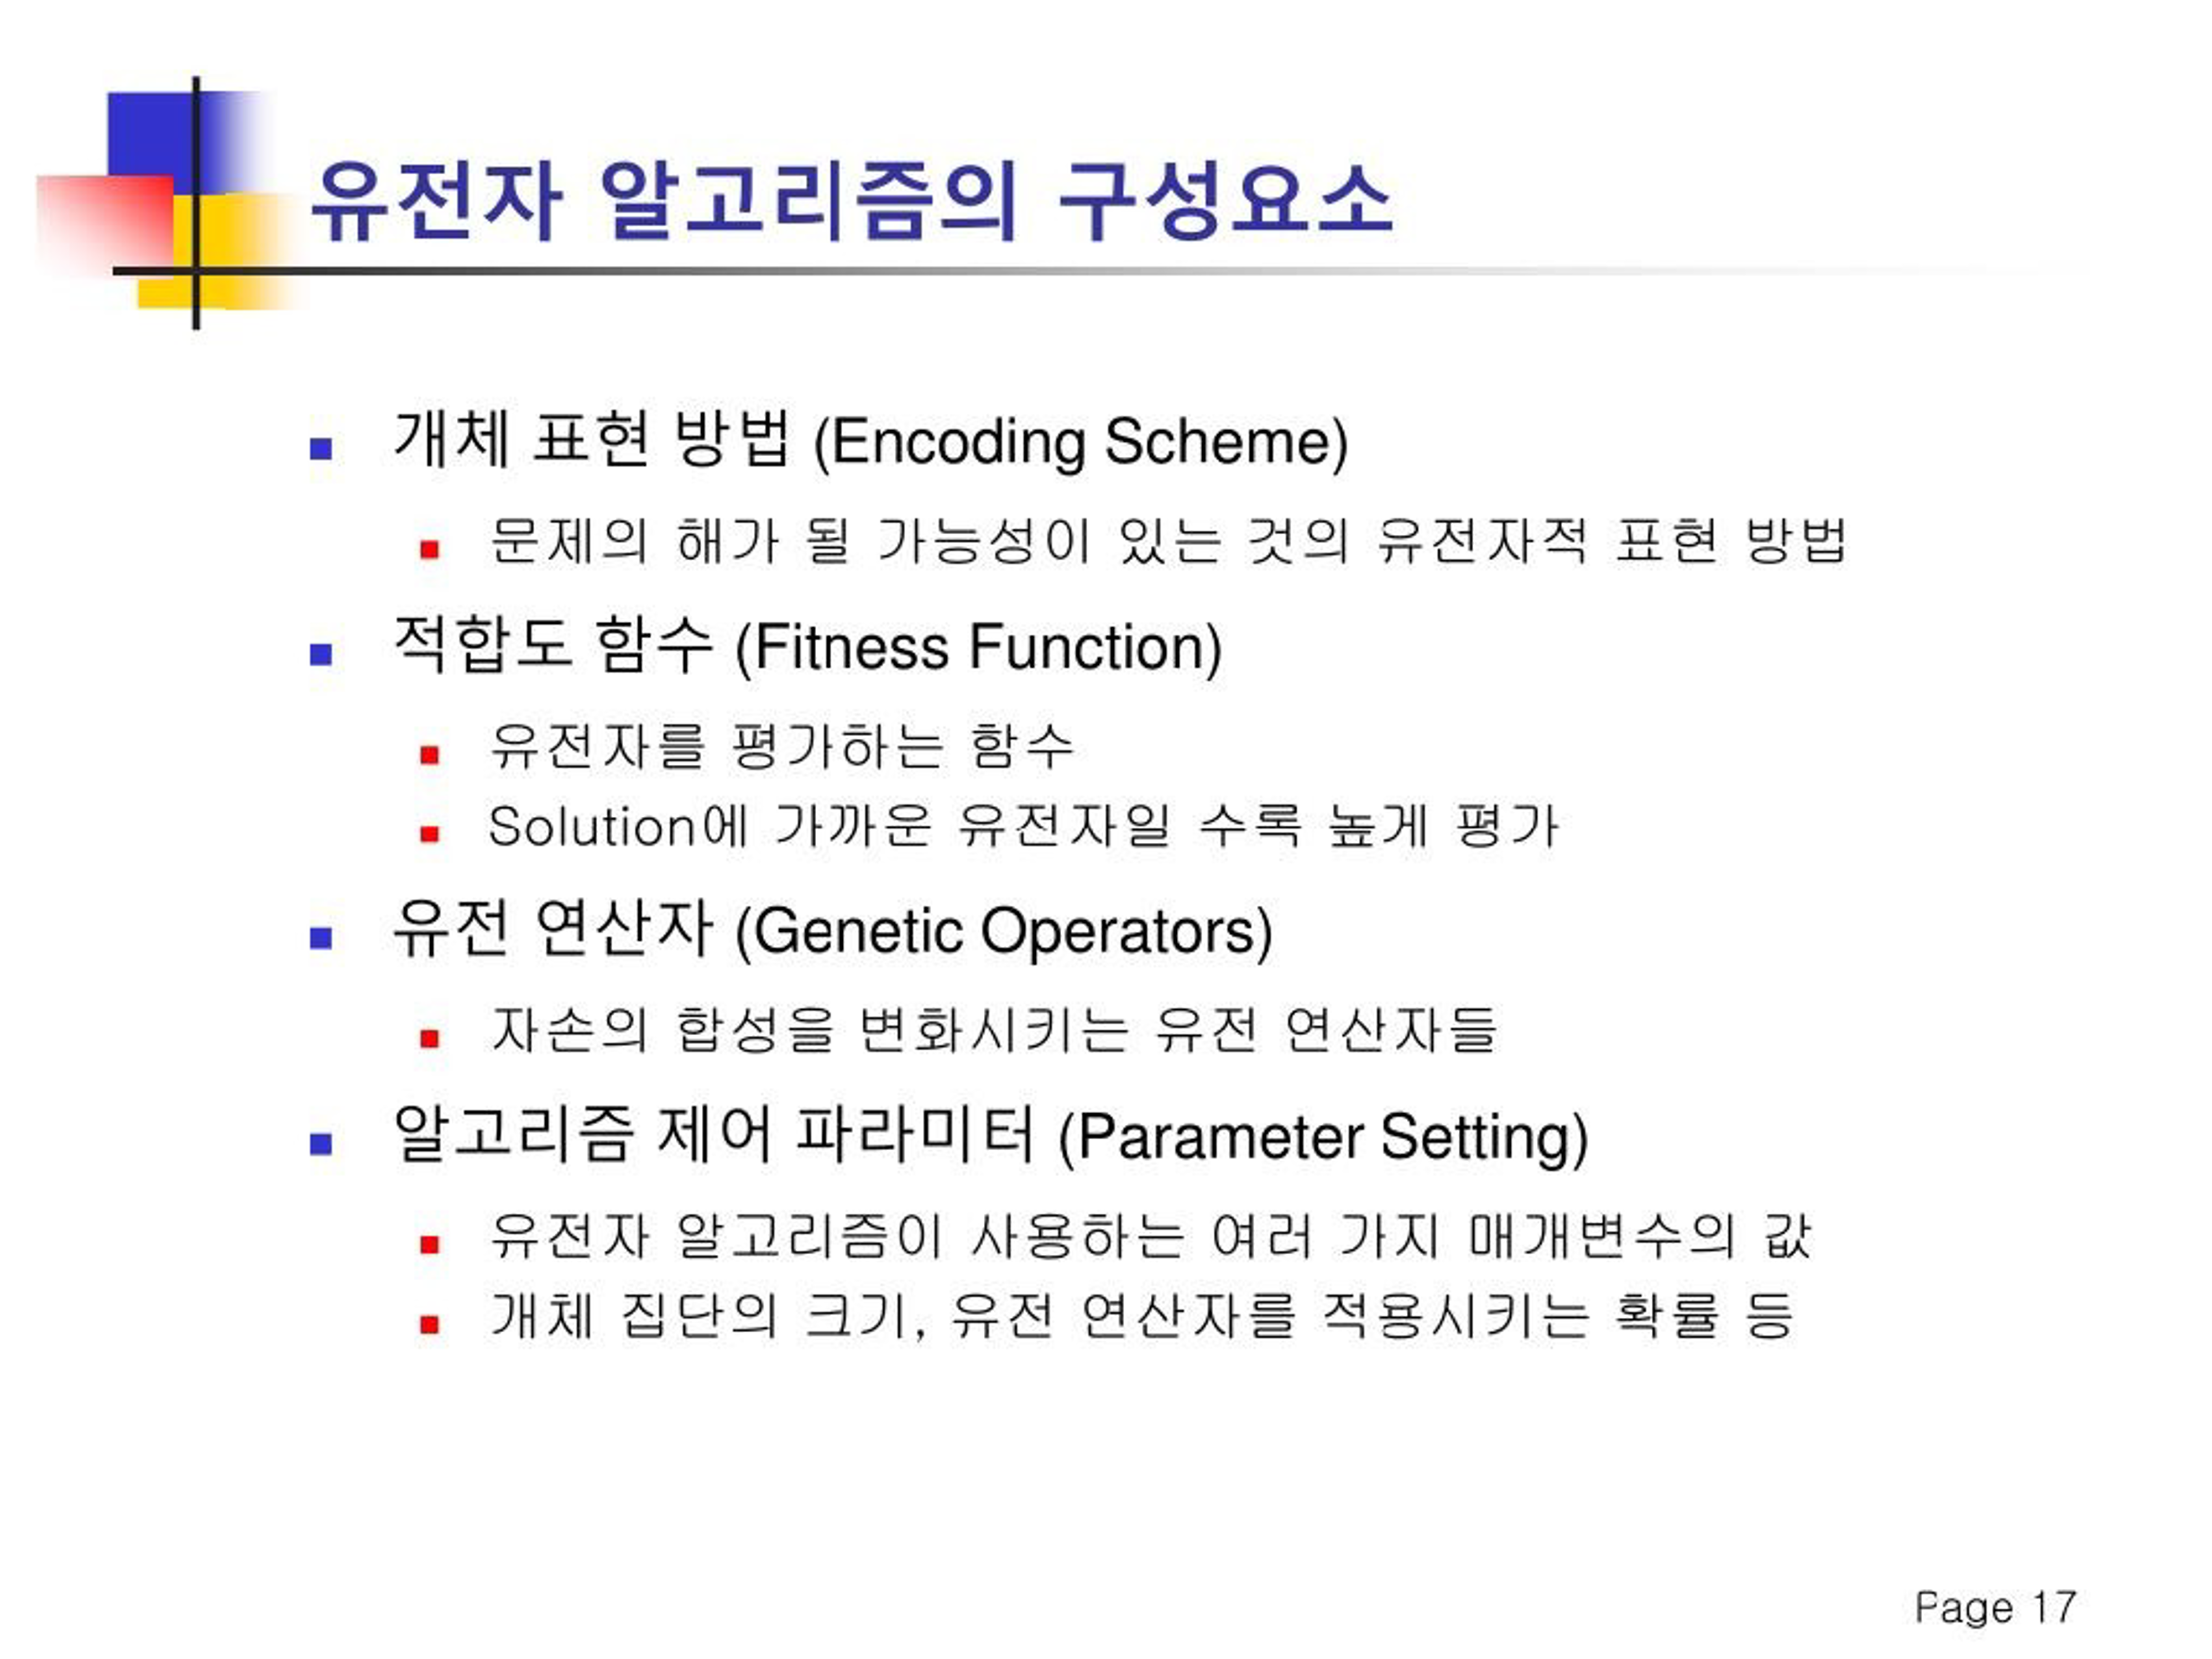 유전자 알고리즘의 구성요소
개체 표현 방법 (Encoding Scheme)
문제의 해가 될 가능성이 있는 것의 유전자적 표현 방법
적합도 함수 (Fitness Function)
유전자를 평가하는 함수
Solution에 가까운 유전자일 수록 높게 평가
유전 연산자 (Genetic Operators)
자손의 합성을 변화시키는 유전 연산자들
알고리즘 제어 파라미터 (Parameter Setting)
유전자 알고리즘이 사용하는 여러 가지 매개변수의 값
개체 집단의 크기, 유전 연산자를 적용시키는 확률 등
Page 17